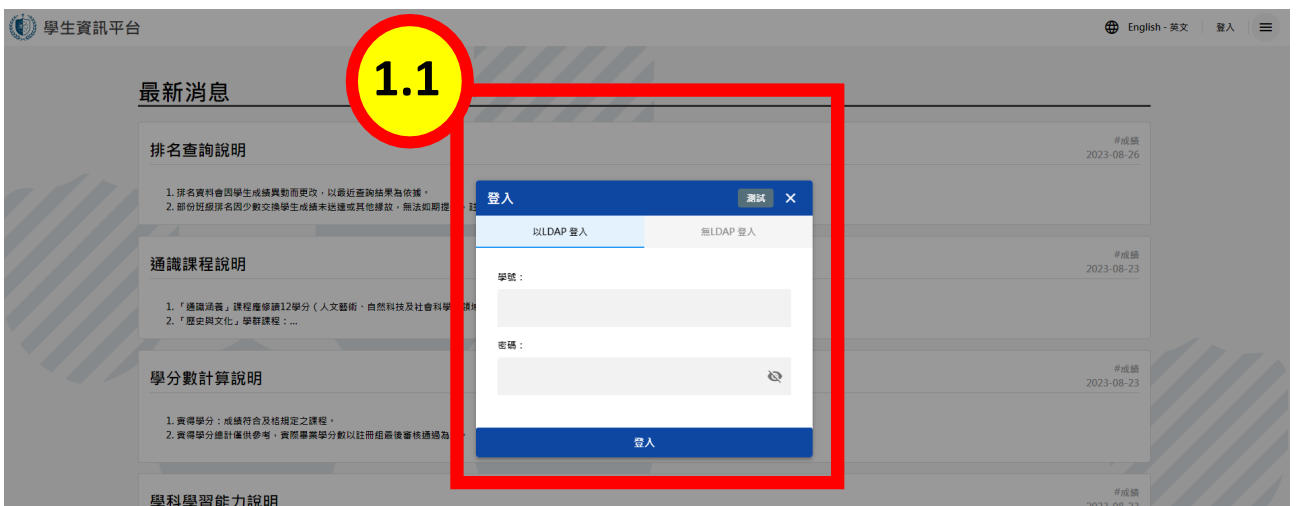 學生資訊平台
English - 英文
登入
1.1
最新消息
排名查詢說明
#成績
2023-08-26
1. 排名資料會因學生成績異動而更改，以最近查詢結果為依據。
2. 部份班級排名因少數交換學生成績未送達或其他緣故，無法如期提
登入
測試
以LDAP 登入
無LDAP 登入
通識課程說明
#成績
2023-08-23
學號：
1.「通識涵養」課程應修讀12學分（人文藝術、自然科技及社會科學
2.「歷史與文化」學群課程：...
密碼：
學分數計算說明
#成績
2023-08-23
1. 實得學分：成績符合及格規定之課程。
2. 實得學分總計僅供參考，實際畢業學分數以註冊組最後審核通過為
登入
學科學習能力說明
#成績
2023-08-23